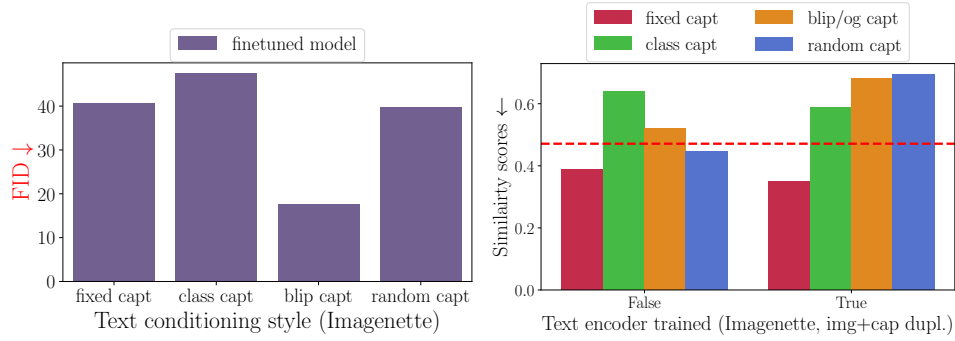 finetuned model
FID ↓
40
30
20
10
0
fixed capt class capt blip capt random capt
Text conditioning style (Imagenette)
fixed capt blip/og capt
class capt random capt
Similairty scores ←
0.6
0.4
0.2
0.0
False True
Text encoder trained (Imagenette, img+cap dupl.)